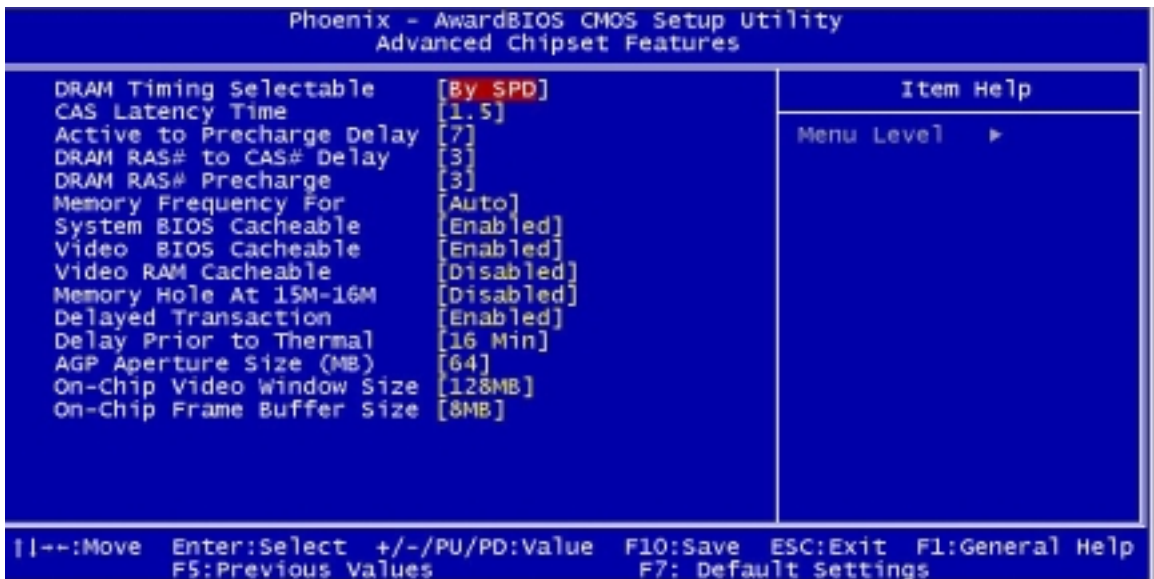 Phoenix - AwardBIOS CMOS Setup Utility
Advanced Chipset Features
DRAM Timing Selectable [By SPD]
CAS Latency Time [1.5]
Active to Precharge Delay [7]
DRAM RAS# to CAS# Delay [3]
DRAM RAS# Precharge [3]
Memory Frequency For [Auto]
System BIOS Cacheable [Enabled]
Video BIOS Cacheable [Enabled]
Video RAM Cacheable [Disabled]
Memory Hole At 15M-16M [Disabled]
Delayed Transaction [Enabled]
Delay Prior to Thermal [16 Min]
AGP Aperture Size (MB) [64]
On-Chip Video Window Size [128MB]
On-Chip Frame Buffer Size [8MB]
Item Help
Menu Level ►
↑↓→←:Move Enter:Select +/-/PU/PD:Value F10:Save ESC:Exit F1:General Help
F5:Previous Values F7: Default Settings